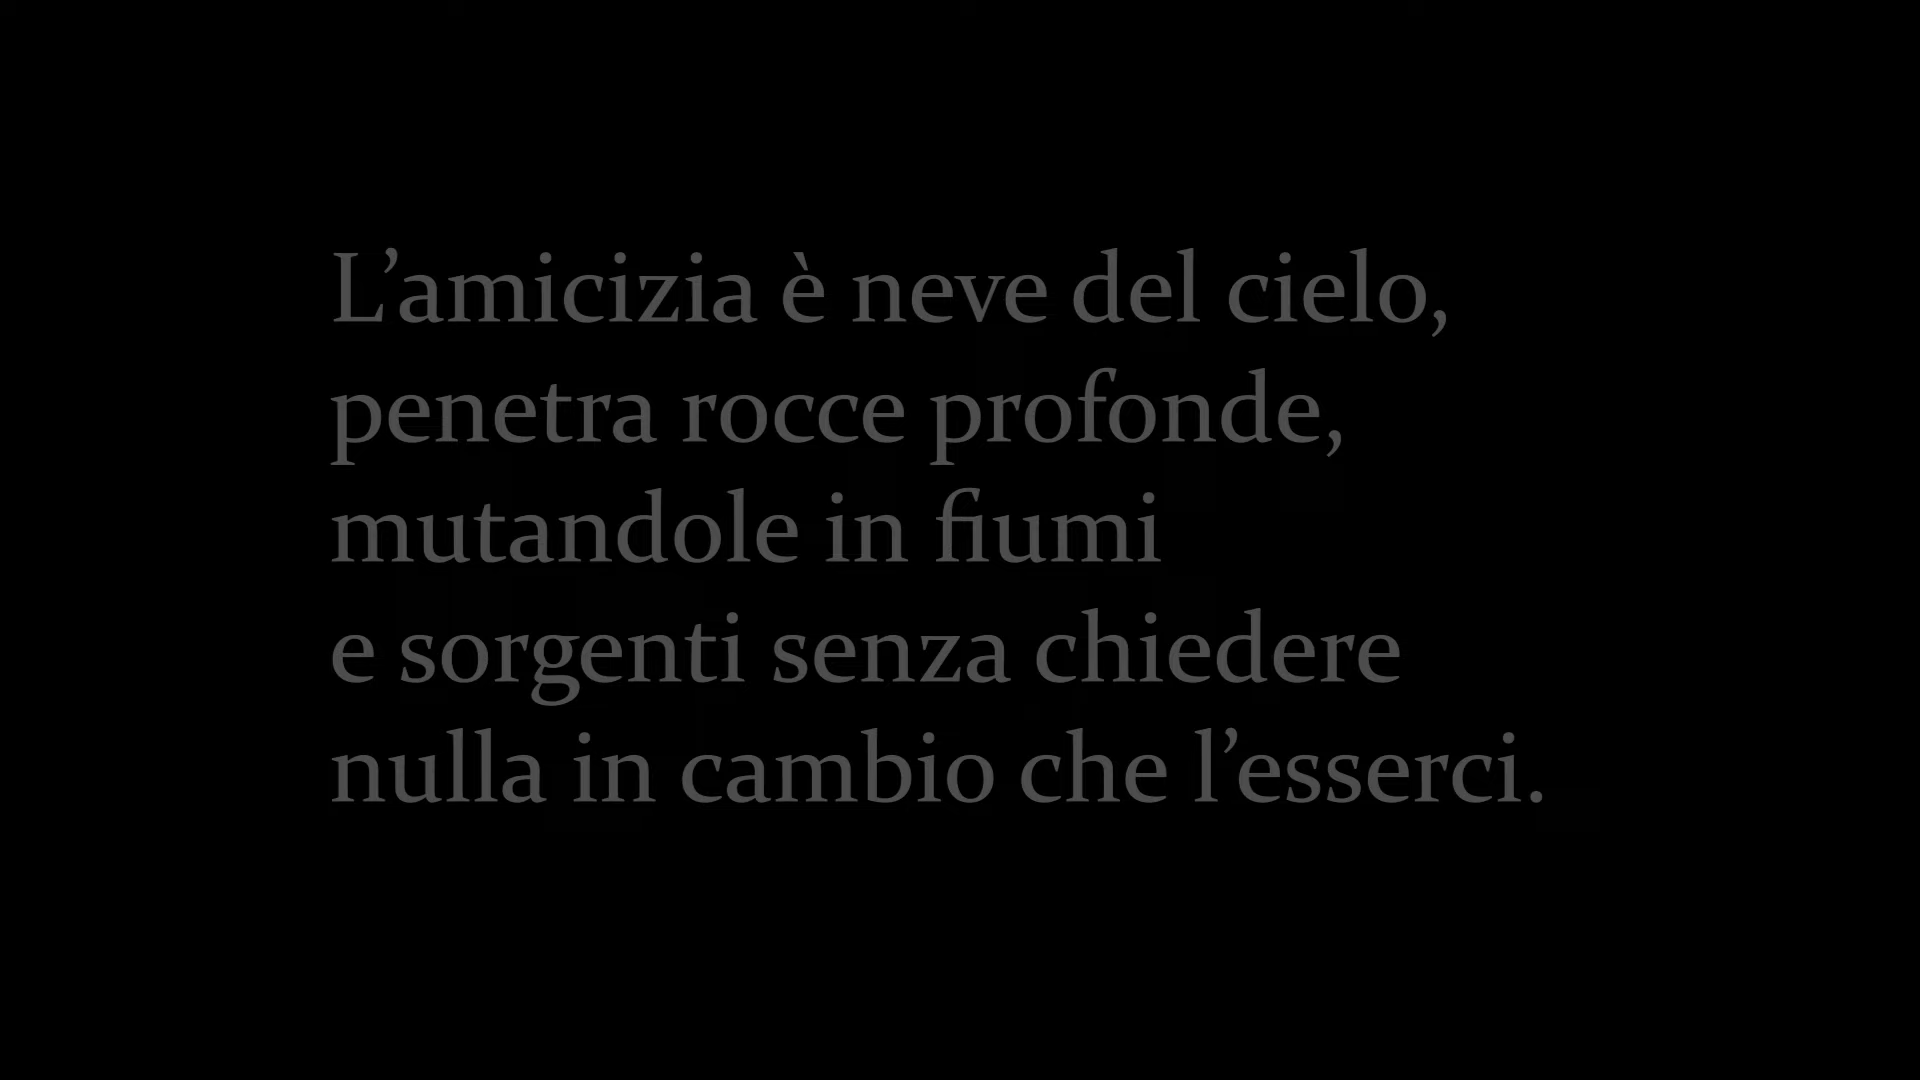 L’amicizia è neve del cielo,
penetra rocce profonde,
mutandole in fiumi
e sorgenti senza chiedere
nulla in cambio che l’esserci.